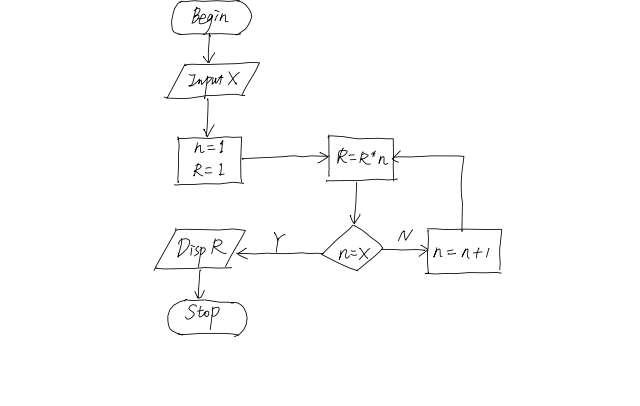 Begin
Input X
n=1
R=1
R=R*n
n=X
Y
N
n=n+1
Disp R
Stop